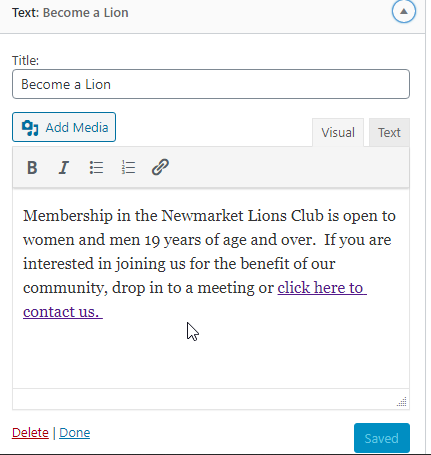 Text: Become a Lion
Title:
Become a Lion
Add Media
Visual Text
B I
Membership in the Newmarket Lions Club is open to
women and men 19 years of age and over.  If you are
interested in joining us for the benefit of our
community, drop in to a meeting or click here to
contact us.
Delete | Done
Saved